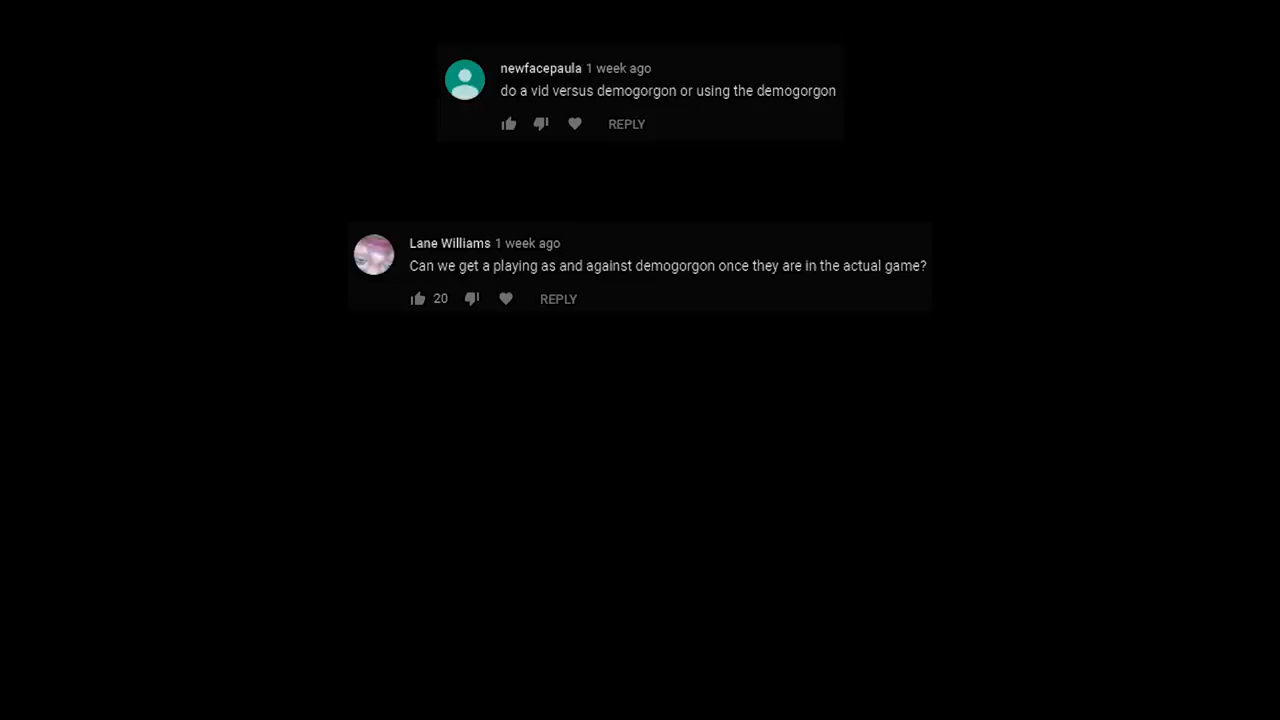 newfacepaula 1 week ago
do a vid versus demogorgon or using the demogorgon
REPLY
Lane Williams 1 week ago
Can we get a playing as and against demogorgon once they are in the actual game?
20 REPLY